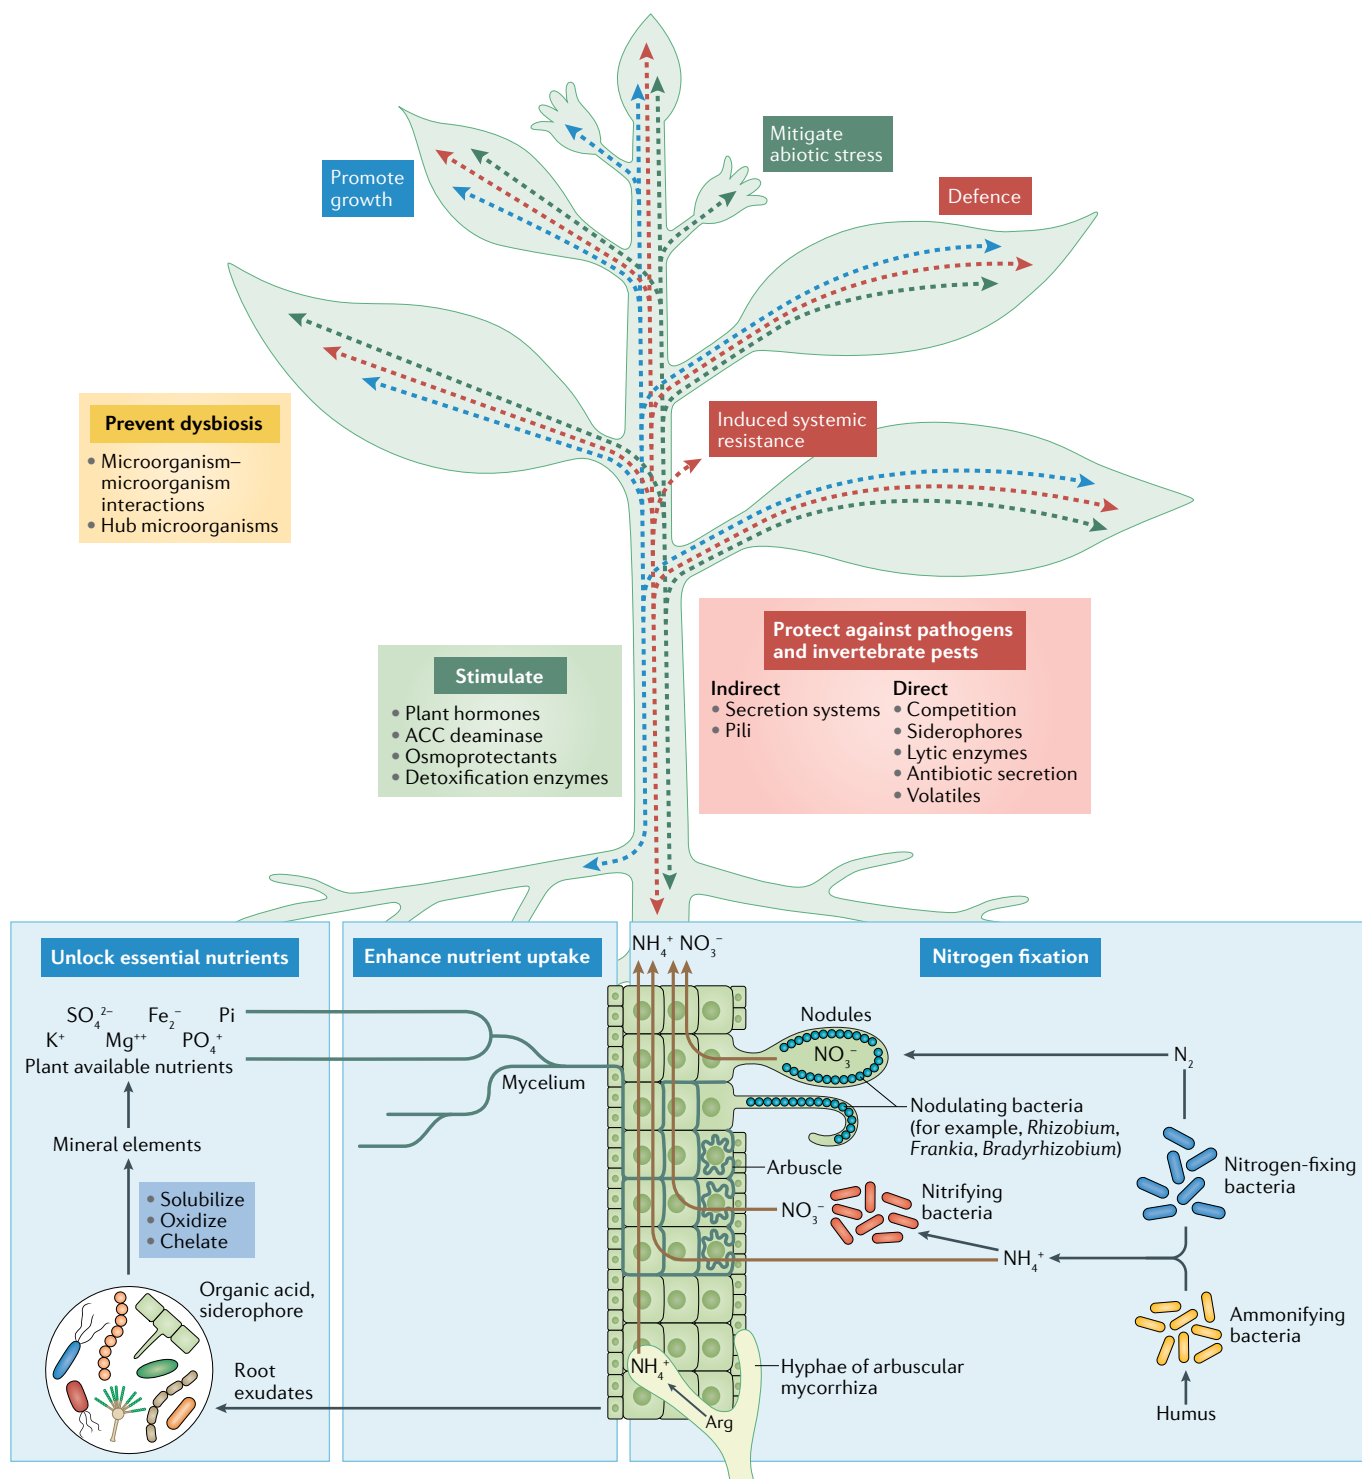 Mitigate
abiotic stress
Promote
growth
Defence
Prevent dysbiosis
• Microorganism–
microorganism
interactions
• Hub microorganisms
Induced systemic
resistance
Stimulate
• Plant hormones
• ACC deaminase
• Osmoprotectants
• Detoxification enzymes
Protect against pathogens
and invertebrate pests
Indirect
• Secretion systems
• Pili
Direct
• Competition
• Siderophores
• Lytic enzymes
• Antibiotic secretion
• Volatiles
Unlock essential nutrients
SO₄²⁻ Fe₂⁻ Pi
K⁺ Mg⁺⁺ PO₄⁺
Plant available nutrients
Mineral elements
• Solubilize
• Oxidize
• Chelate
Organic acid,
siderophore
Root
exudates
Enhance nutrient uptake
Mycelium
NH₄⁺ NO₃⁻
Nitrogen fixation
Nodules
NO₃⁻
N₂
Nodulating bacteria
(for example, Rhizobium,
Frankia, Bradyrhizobium)
Arbuscle
Nitrogen-fixing
bacteria
NO₃⁻
Nitrifying
bacteria
NH₄⁺
Ammonifying
bacteria
Humus
NH₄⁺
Arg
Hyphae of arbuscular
mycorrhiza